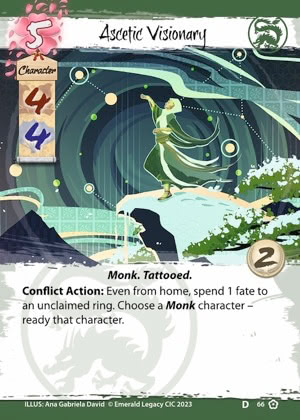 5
Ascetic Visionary
Character
4
4
2
Monk. Tattooed.
Conflict Action: Even from home, spend 1 fate to
an unclaimed ring. Choose a Monk character –
ready that character.
ILLUS: Ana Gabriela David © Emerald Legacy CIC 2023
D 66